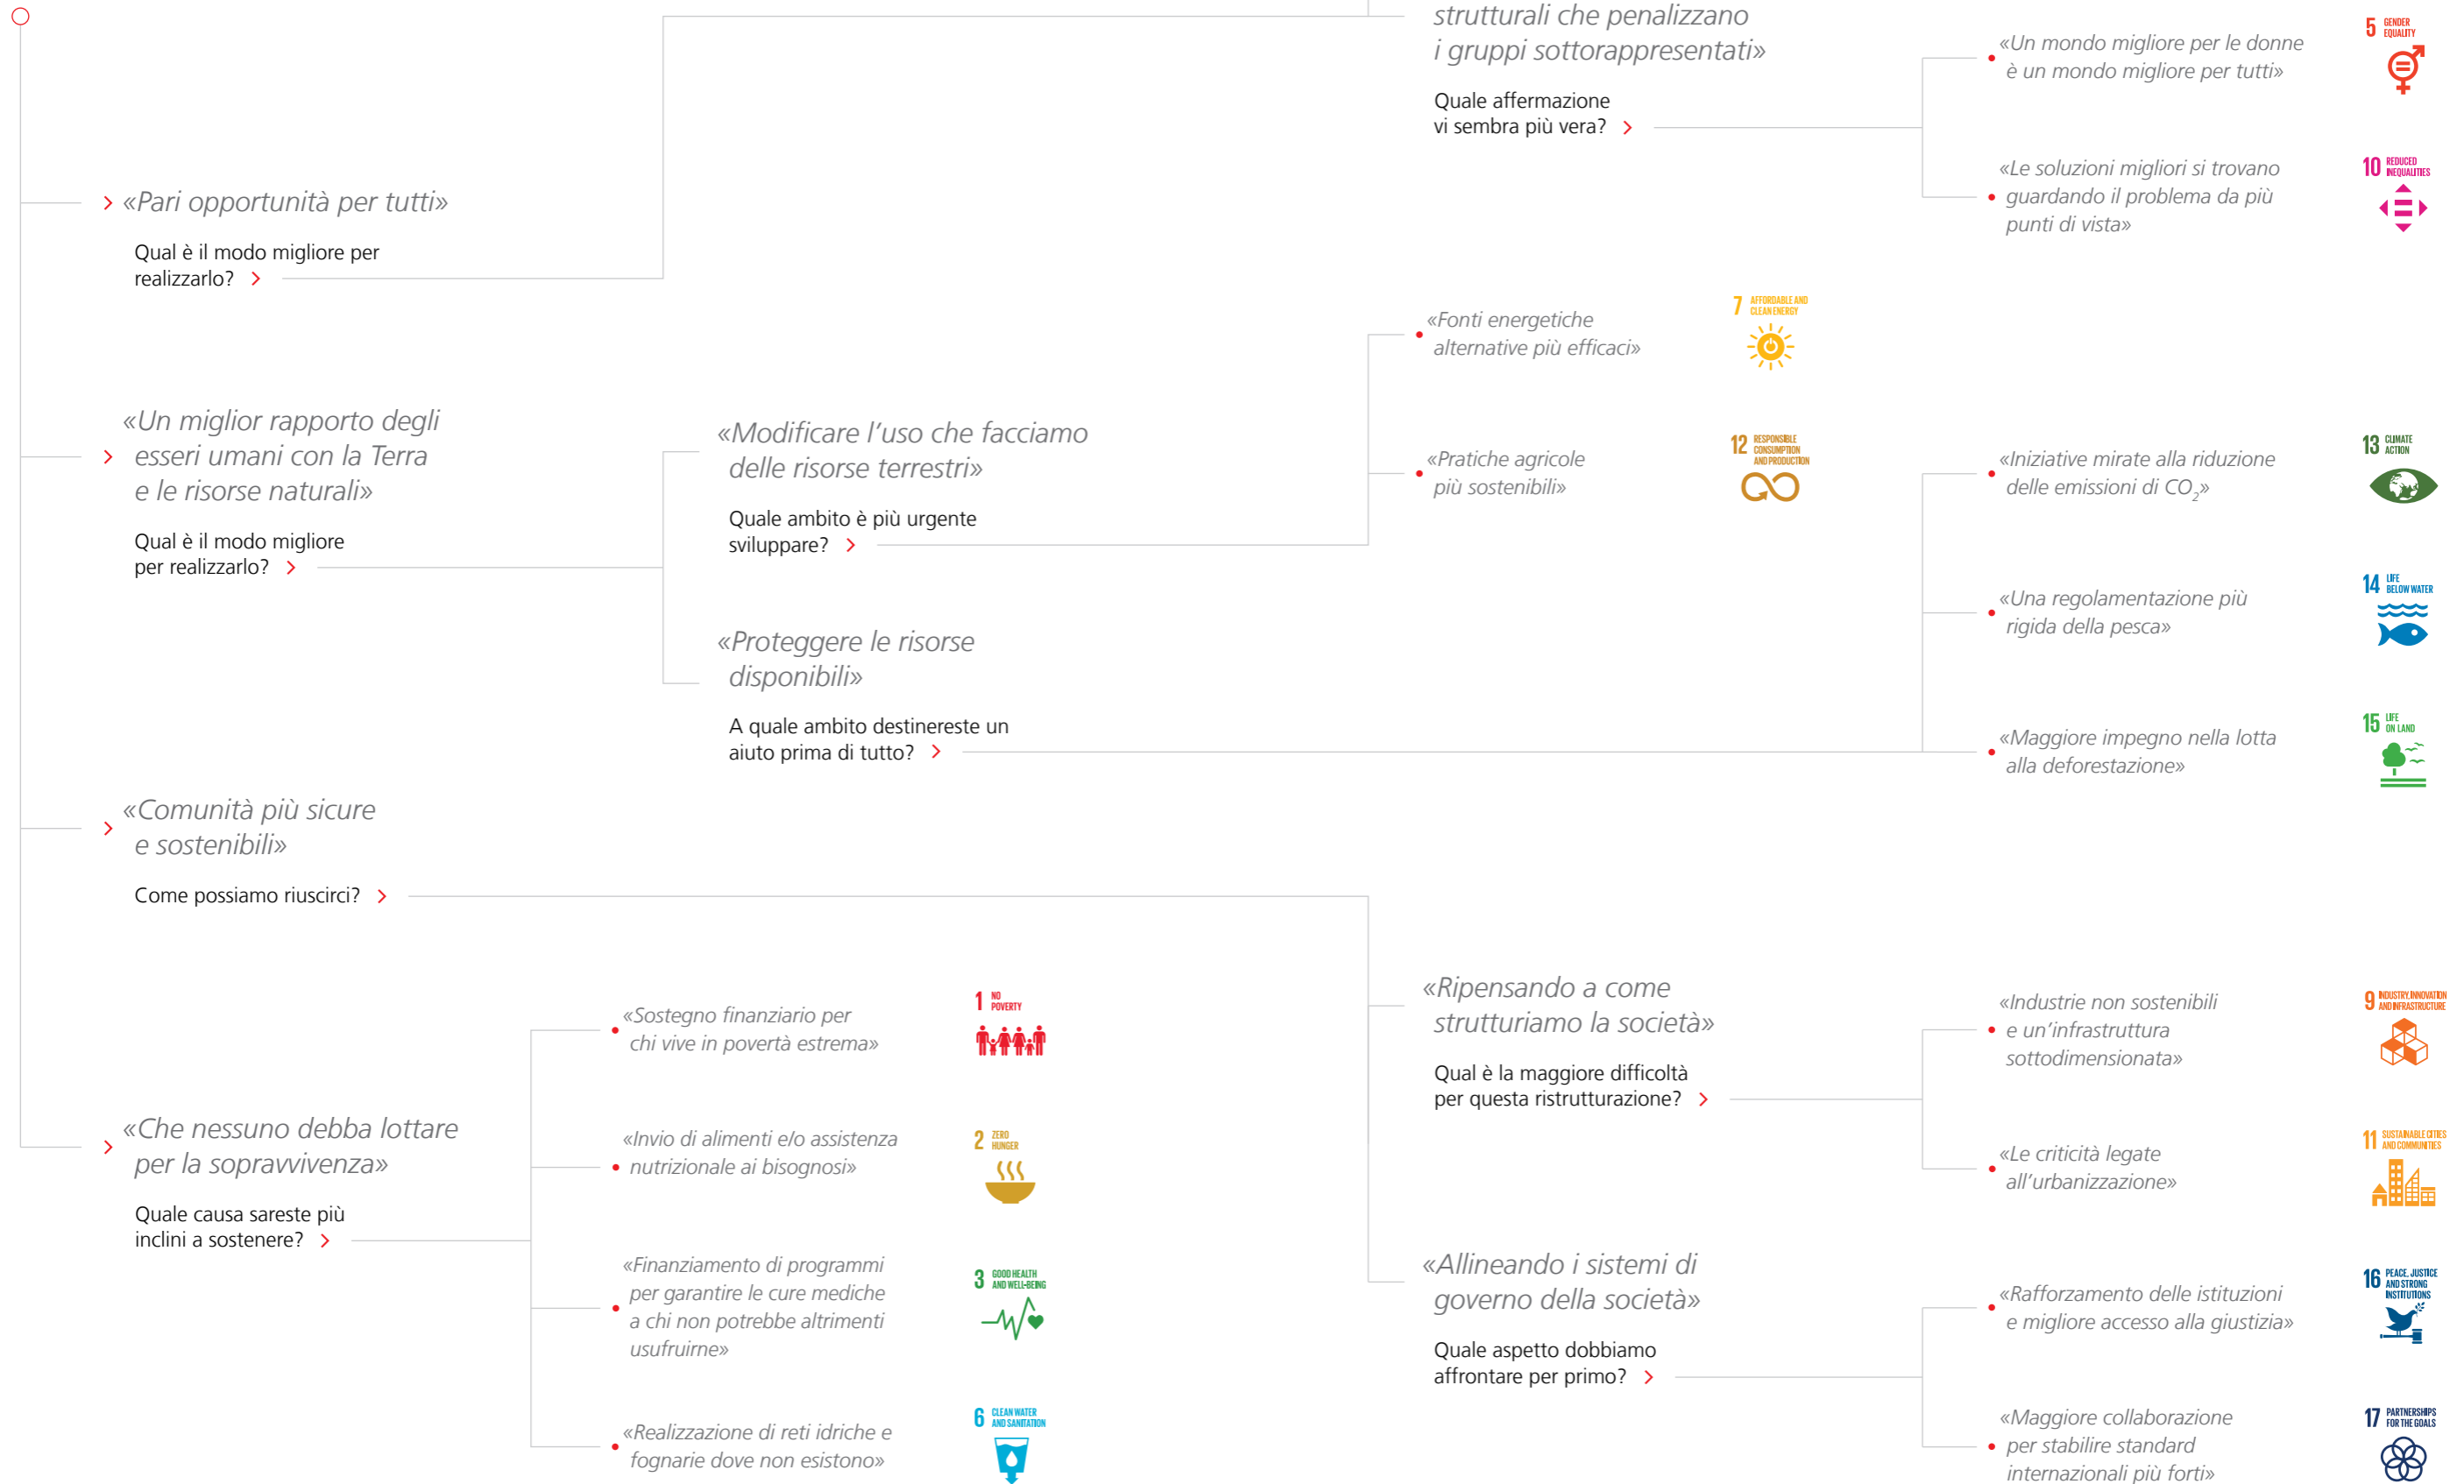 strutturali che penalizzano
i gruppi sottorappresentati»
Quale affermazione
vi sembra più vera?
«Un mondo migliore per le donne
è un mondo migliore per tutti»
5 GENDER
EQUALITY
«Le soluzioni migliori si trovano
guardando il problema da più
punti di vista»
10 REDUCED
INEQUALITIES
«Pari opportunità per tutti»
Qual è il modo migliore per
realizzarlo?
«Un miglior rapporto degli
esseri umani con la Terra
e le risorse naturali»
Qual è il modo migliore
per realizzarlo?
«Modificare l'uso che facciamo
delle risorse terrestri»
Quale ambito è più urgente
sviluppare?
«Fonti energetiche
alternative più efficaci»
7 AFFORDABLE AND
CLEAN ENERGY
«Pratiche agricole
più sostenibili»
12 RESPONSIBLE
CONSUMPTION
AND PRODUCTION
«Proteggere le risorse
disponibili»
A quale ambito destinereste un
aiuto prima di tutto?
«Iniziative mirate alla riduzione
delle emissioni di CO₂»
13 CLIMATE
ACTION
«Una regolamentazione più
rigida della pesca»
14 LIFE
BELOW WATER
«Maggiore impegno nella lotta
alla deforestazione»
15 LIFE
ON LAND
«Comunità più sicure
e sostenibili»
Come possiamo riuscirci?
«Ripensando a come
strutturiamo la società»
Qual è la maggiore difficoltà
per questa ristrutturazione?
«Industrie non sostenibili
e un'infrastruttura
sottodimensionata»
9 INDUSTRY, INNOVATION
AND INFRASTRUCTURE
«Le criticità legate
all'urbanizzazione»
11 SUSTAINABLE CITIES
AND COMMUNITIES
«Allineando i sistemi di
governo della società»
Quale aspetto dobbiamo
affrontare per primo?
«Rafforzamento delle istituzioni
e migliore accesso alla giustizia»
16 PEACE, JUSTICE
AND STRONG
INSTITUTIONS
«Maggiore collaborazione
per stabilire standard
internazionali più forti»
17 PARTNERSHIPS
FOR THE GOALS
«Che nessuno debba lottare
per la sopravvivenza»
Quale causa sareste più
inclini a sostenere?
«Sostegno finanziario per
chi vive in povertà estrema»
1 NO
POVERTY
«Invio di alimenti e/o assistenza
nutrizionale ai bisognosi»
2 ZERO
HUNGER
«Finanziamento di programmi
per garantire le cure mediche
a chi non potrebbe altrimenti
usufruirne»
3 GOOD HEALTH
AND WELL-BEING
«Realizzazione di reti idriche e
fognarie dove non esistono»
6 CLEAN WATER
AND SANITATION